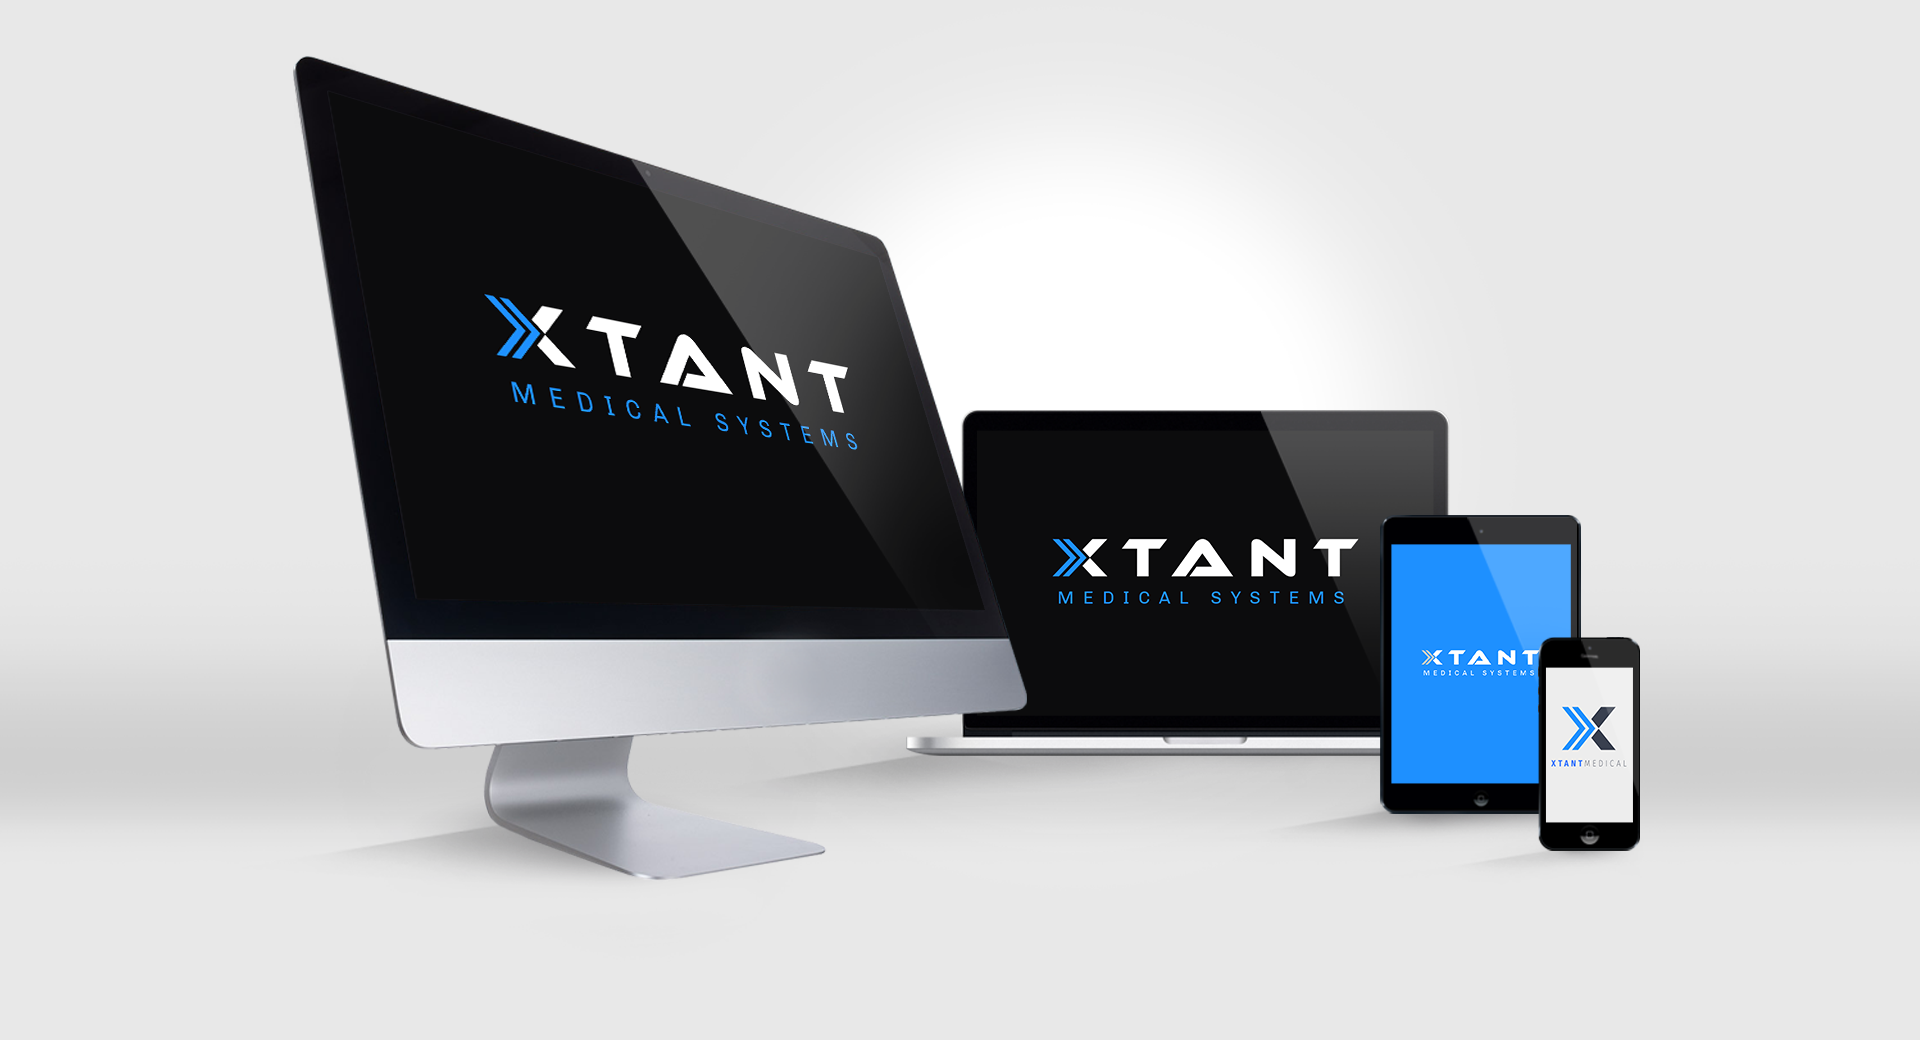 XTANT
MEDICAL SYSTEMS
XTANT
MEDICAL SYSTEMS
XTANT
MEDICAL SYSTEMS
X
XTANTMEDICAL